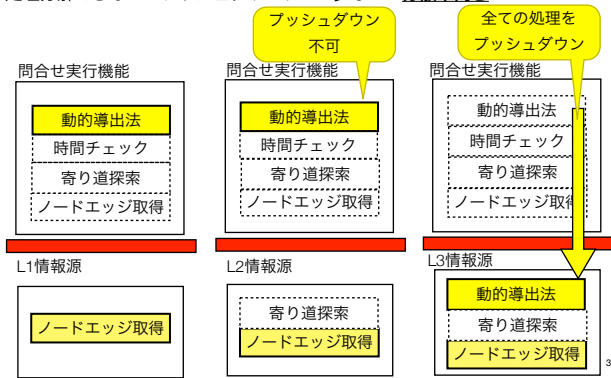 プッシュダウン
不可
全ての処理を
プッシュダウン
問合せ実行機能
動的導出法
時間チェック
寄り道探索
ノードエッジ取得
問合せ実行機能
動的導出法
時間チェック
寄り道探索
ノードエッジ取得
問合せ実行機能
動的導出法
時間チェック
寄り道探索
ノードエッジ取得
L1情報源
ノードエッジ取得
L2情報源
寄り道探索
ノードエッジ取得
L3情報源
動的導出法
寄り道探索
ノードエッジ取得
3